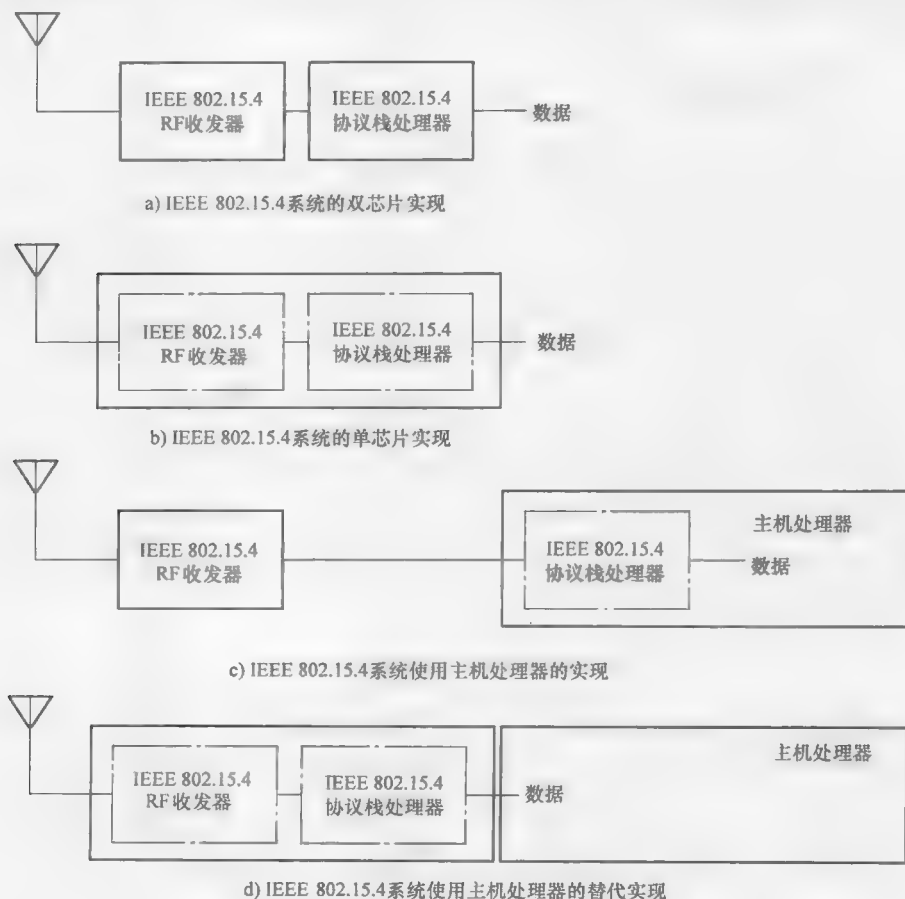 IEEE 802.15.4
RF收发器
IEEE 802.15.4
协议栈处理器
数据
a) IEEE 802.15.4系统的双芯片实现
IEEE 802.15.4
RF收发器
IEEE 802.15.4
协议栈处理器
数据
b) IEEE 802.15.4系统的单芯片实现
IEEE 802.15.4
RF收发器
主机处理器
IEEE 802.15.4
协议栈处理器
数据
c) IEEE 802.15.4系统使用主机处理器的实现
IEEE 802.15.4
RF收发器
IEEE 802.15.4
协议栈处理器
主机处理器
数据
d) IEEE 802.15.4系统使用主机处理器的替代实现